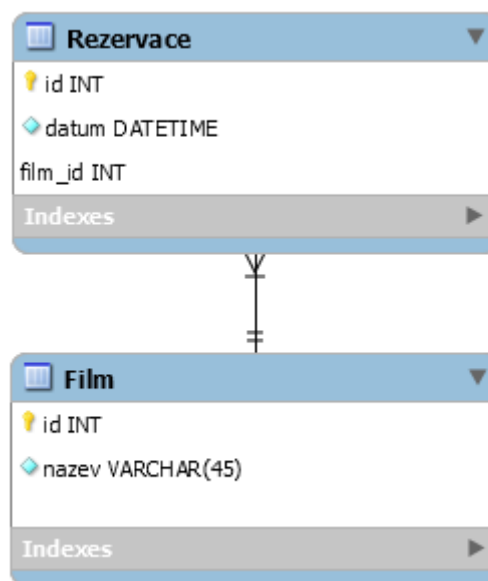 Rezervace
id INT
datum DATETIME
film_id INT
Indexes
Film
id INT
nazev VARCHAR(45)
Indexes